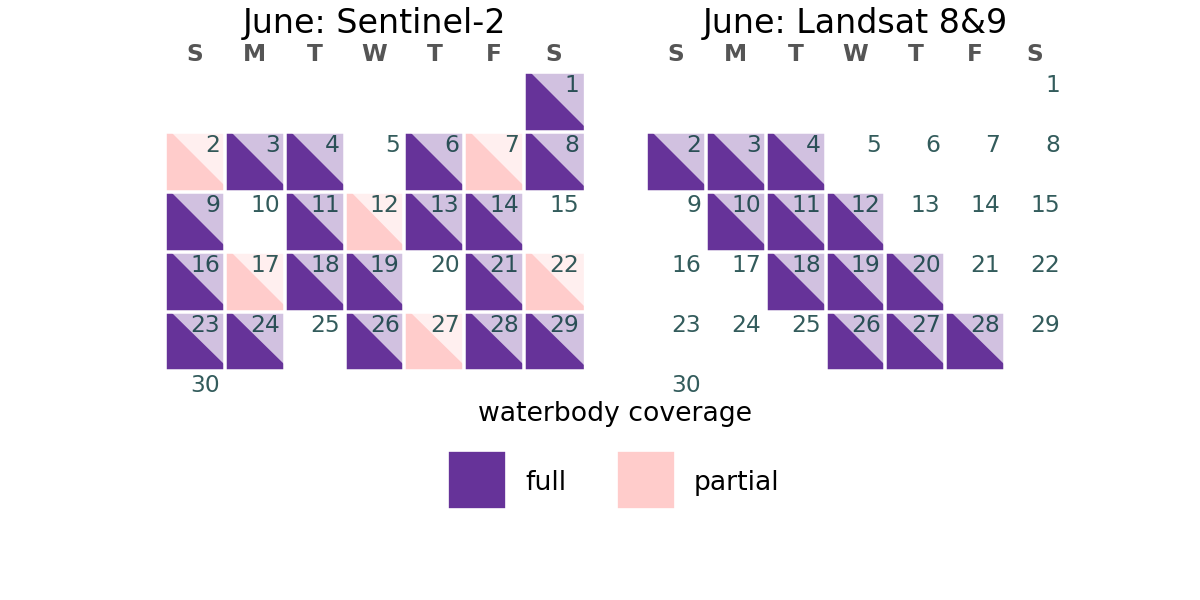 June: Sentinel-2
S M T W T F S
1
2 3 4 5 6 7 8
9 10 11 12 13 14 15
16 17 18 19 20 21 22
23 24 25 26 27 28 29
30
June: Landsat 8&9
S M T W T F S
1
2 3 4 5 6 7 8
9 10 11 12 13 14 15
16 17 18 19 20 21 22
23 24 25 26 27 28 29
30
waterbody coverage
full
partial